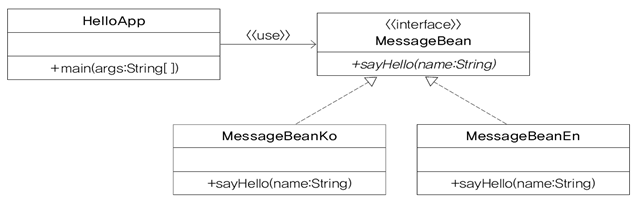 HelloApp
+main(args:String[ ])
《use》
《interface》
MessageBean
+sayHello(name:String)
MessageBeanKo
+sayHello(name:String)
MessageBeanEn
+sayHello(name:String)